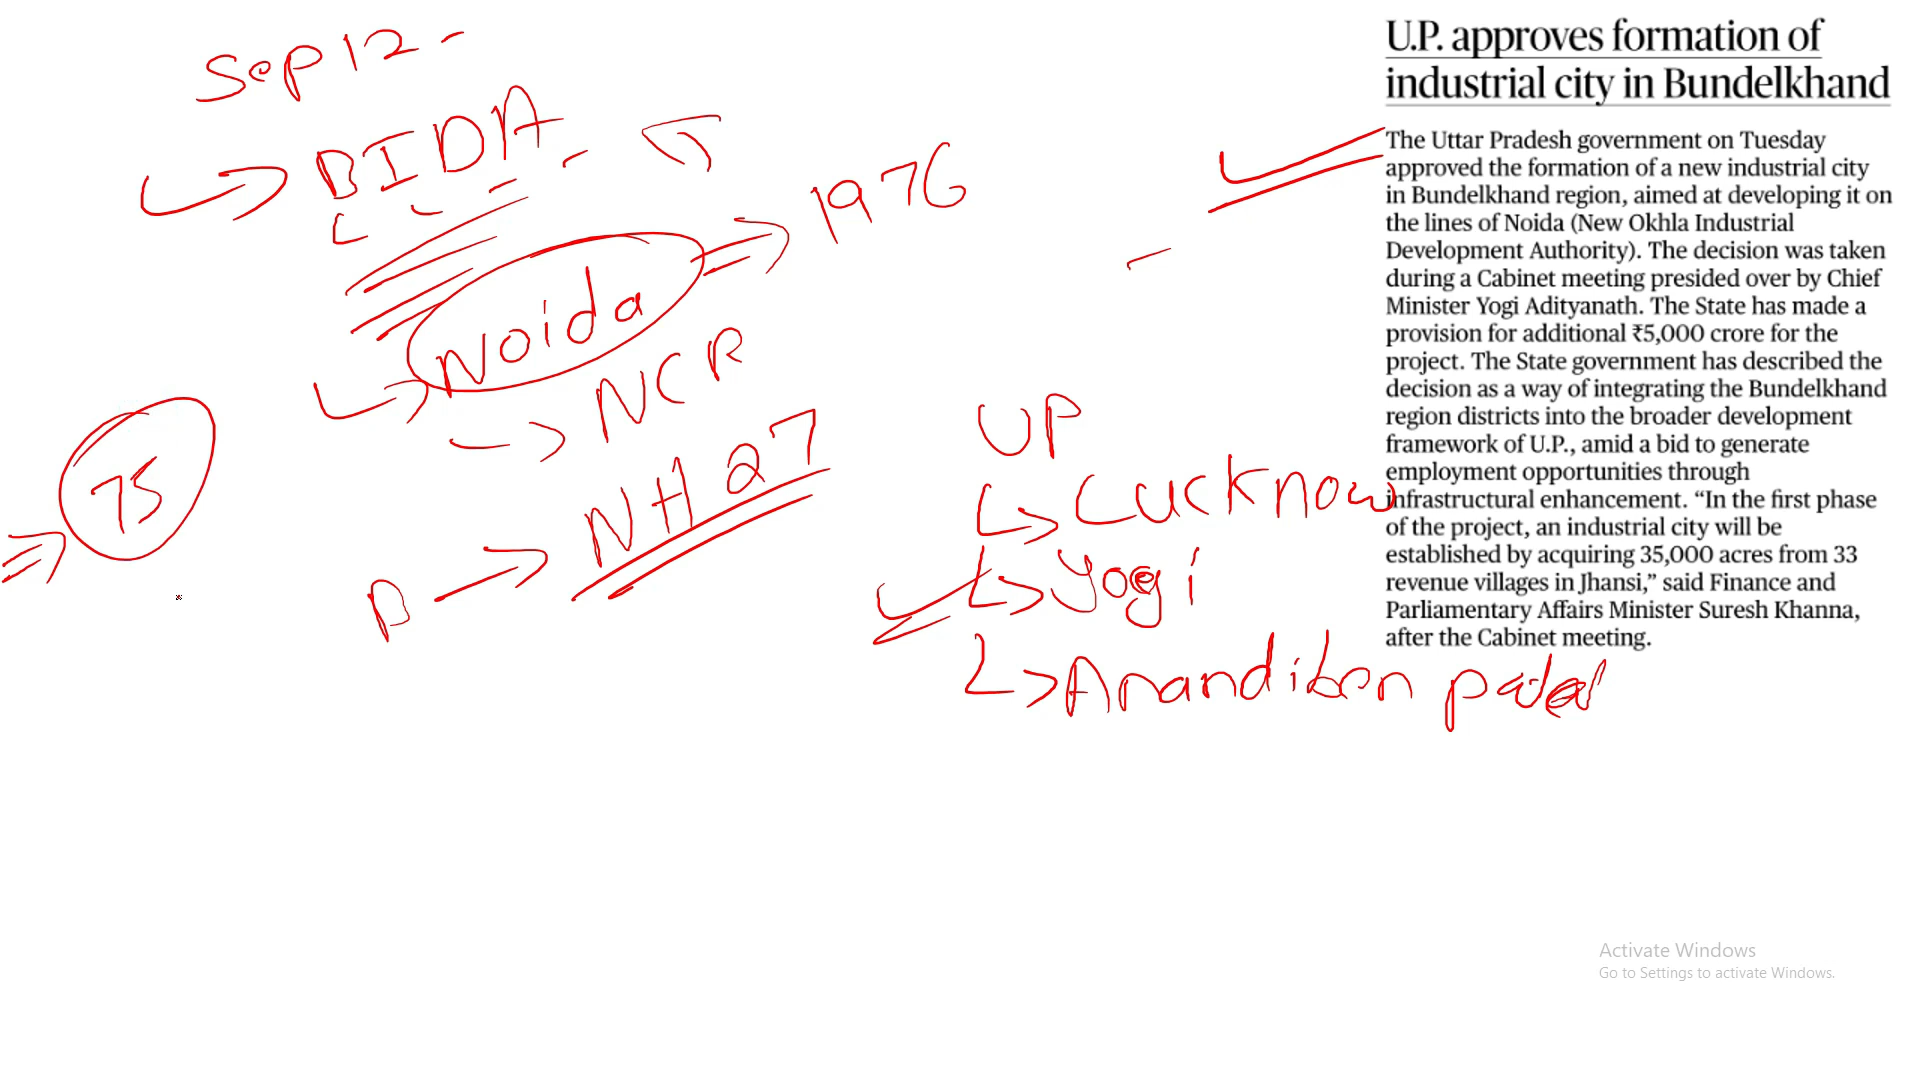 Sep 12 -
BIDA
Noida
1976
NCR
NH 27
75
UP
Lucknow
Yogi
Anandiben patel
U.P. approves formation of
industrial city in Bundelkhand
The Uttar Pradesh government on Tuesday
approved the formation of a new industrial city
in Bundelkhand region, aimed at developing it on
the lines of Noida (New Okhla Industrial
Development Authority). The decision was taken
during a Cabinet meeting presided over by Chief
Minister Yogi Adityanath. The State has made a
provision for additional ₹5,000 crore for the
project. The State government has described the
decision as a way of integrating the Bundelkhand
region districts into the broader development
framework of U.P., amid a bid to generate
employment opportunities through
infrastructural enhancement. “In the first phase
of the project, an industrial city will be
established by acquiring 35,000 acres from 33
revenue villages in Jhansi,” said Finance and
Parliamentary Affairs Minister Suresh Khanna,
after the Cabinet meeting.
Activate Windows
Go to Settings to activate Windows.